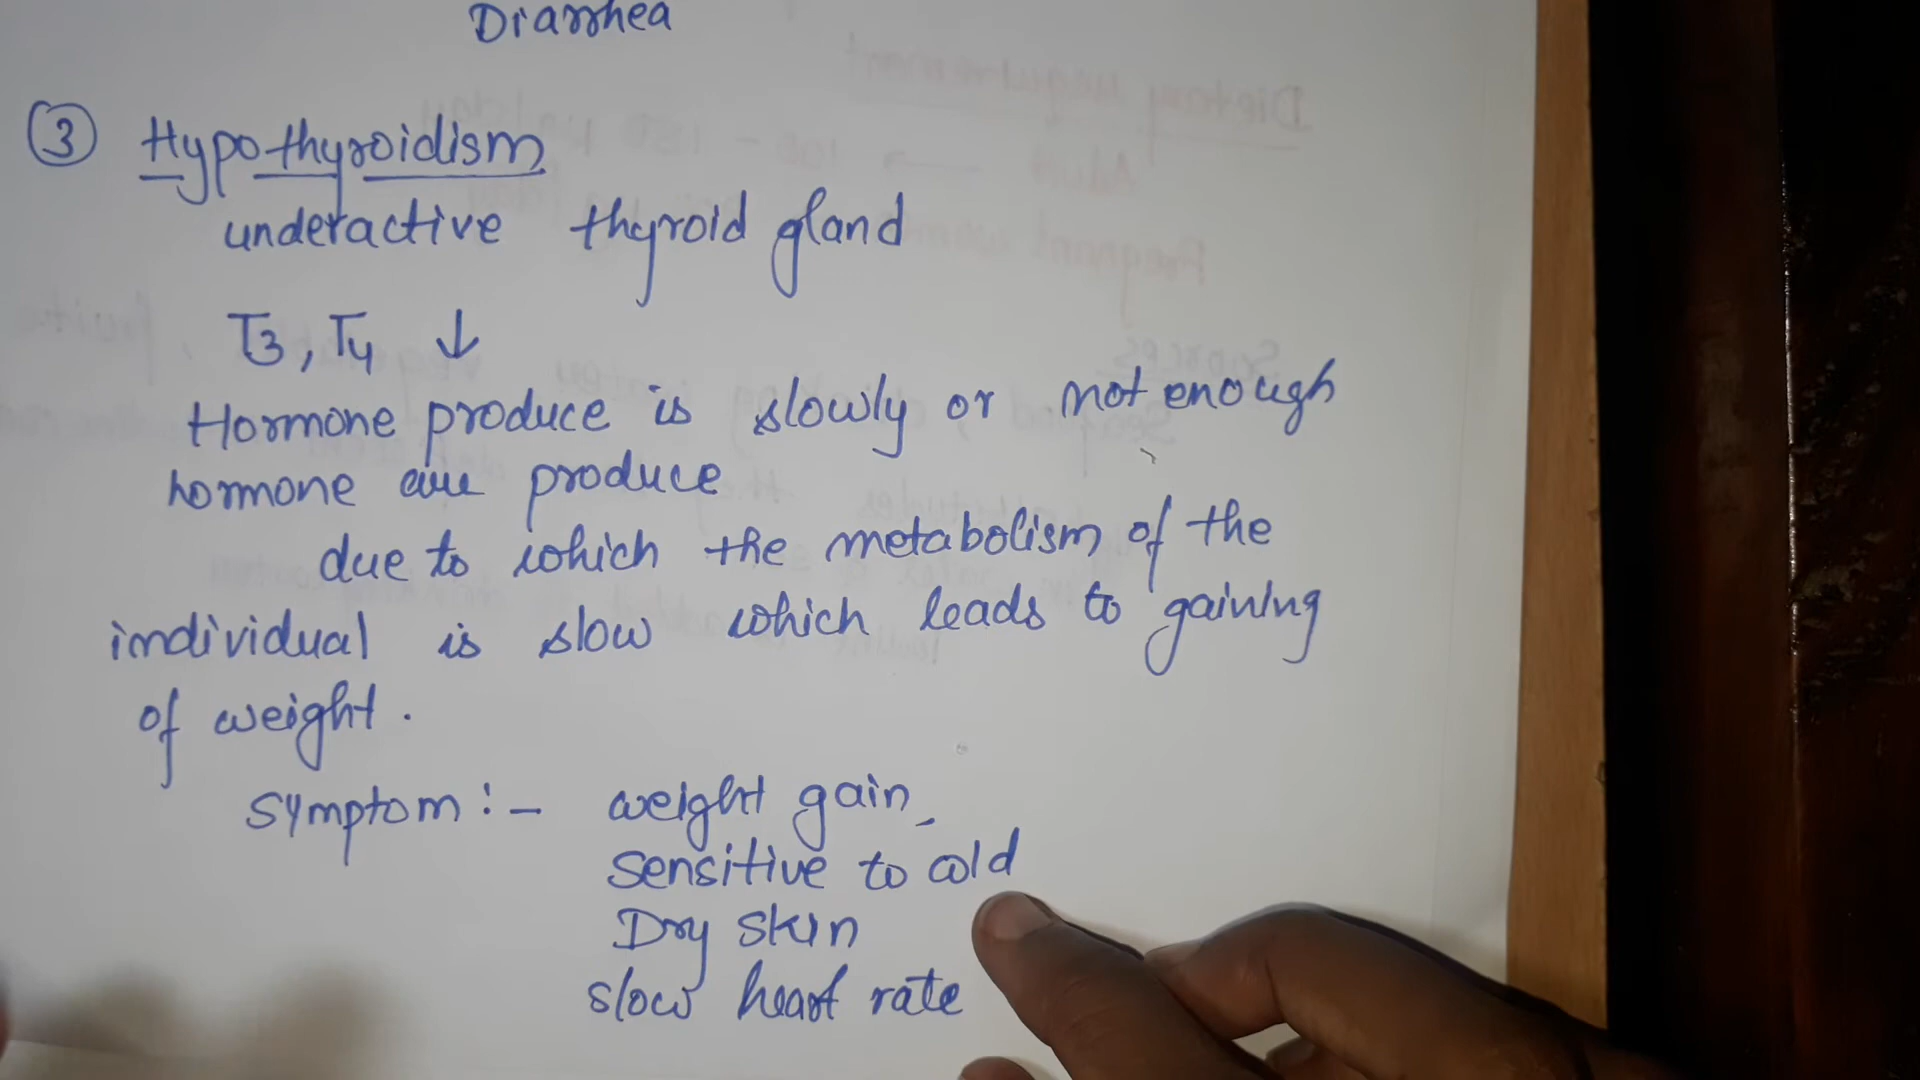 Diarrhea
③ Hypothyroidism
underactive thyroid gland
T3, T4 ↓
Hormone produce is slowly or not enough
hormone are produce
due to which the metabolism of the
individual is slow which leads to gaining
of weight.
Symptom :- weight gain
Sensitive to cold
Dry skin
slow heart rate